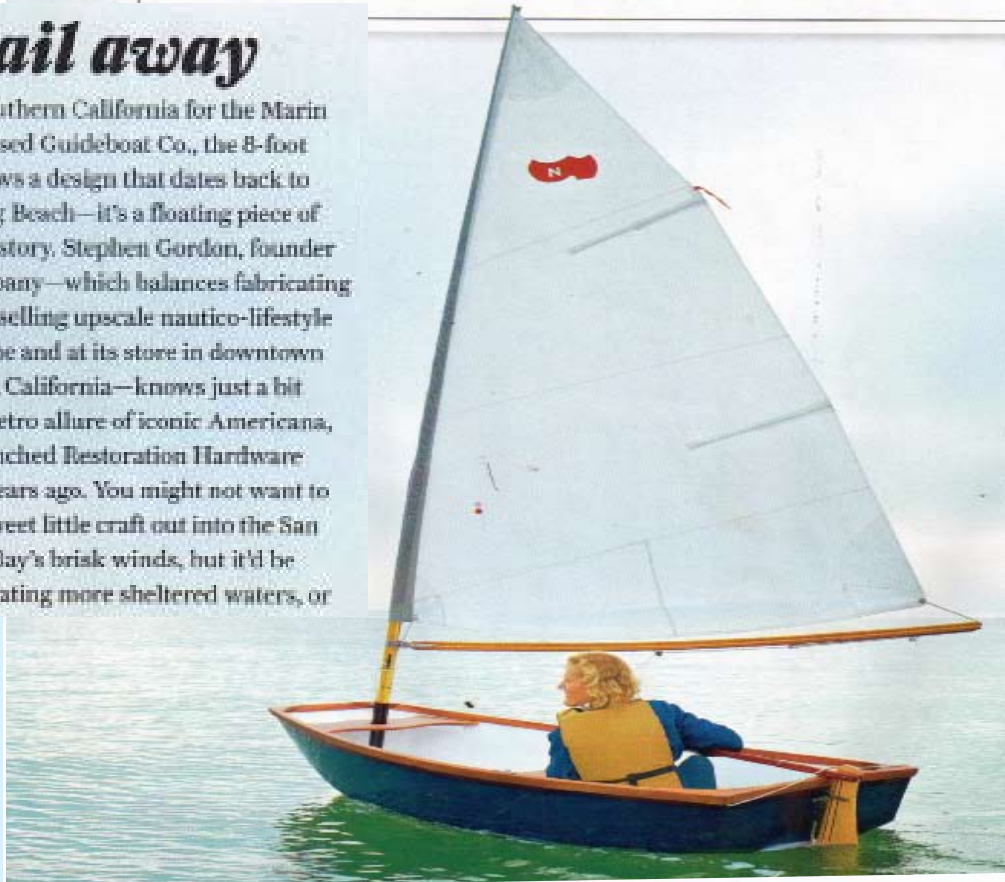 ail away
uthern California for the Marin
sed Guideboat Co., the 8-foot
ws a design that dates back to
g Beach—it's a floating piece of
story. Stephen Gordon, founder
pany—which balances fabricating
selling upscale nautico-lifestyle
ne and at its store in downtown
, California—knows just a bit
etro allure of iconic Americana,
nched Restoration Hardware
ears ago. You might not want to
weet little craft out into the San
Bay's brisk winds, but it'd be
ating more sheltered waters, or
N